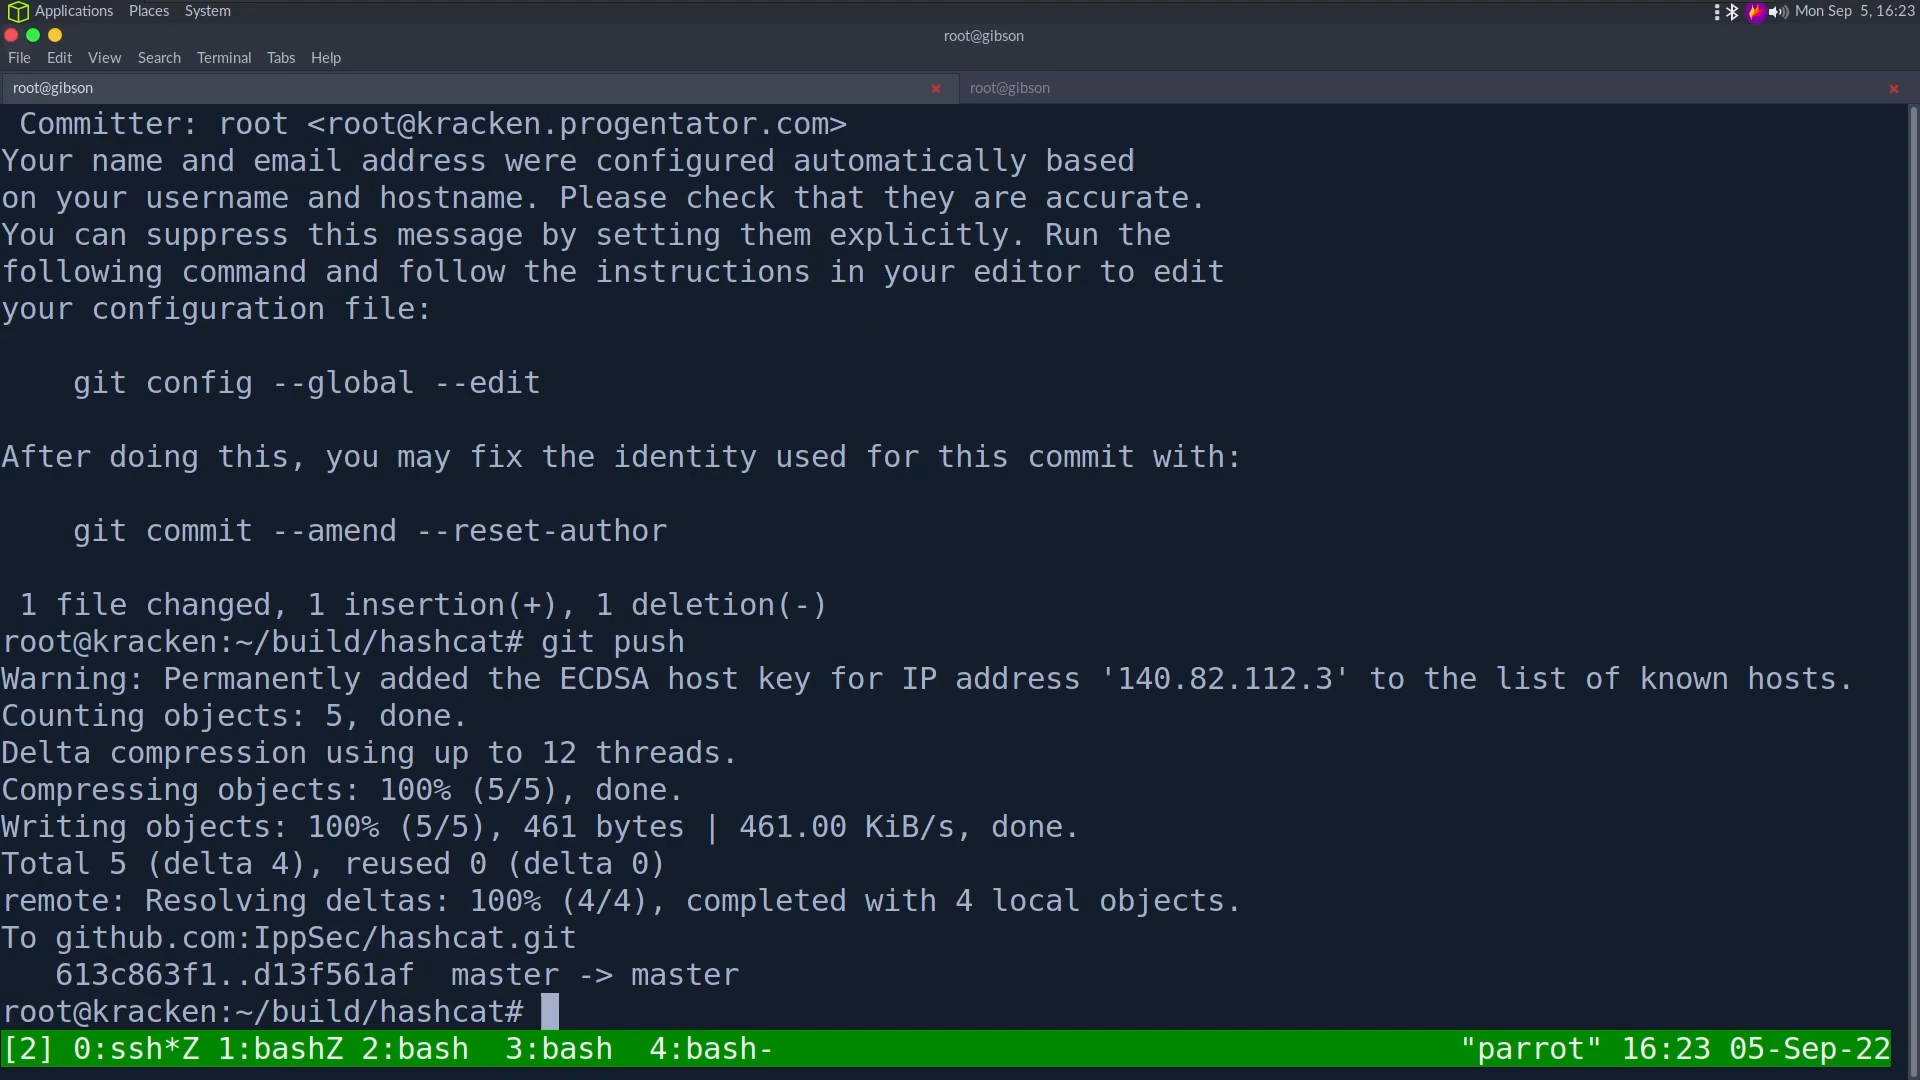 Applications Places System Mon Sep 5, 16:23
root@gibson
File Edit View Search Terminal Tabs Help
root@gibson × root@gibson ×
Committer: root <root@kracken.progentator.com>
Your name and email address were configured automatically based
on your username and hostname. Please check that they are accurate.
You can suppress this message by setting them explicitly. Run the
following command and follow the instructions in your editor to edit
your configuration file:
git config --global --edit
After doing this, you may fix the identity used for this commit with:
git commit --amend --reset-author
1 file changed, 1 insertion(+), 1 deletion(-)
root@kracken:~/build/hashcat# git push
Warning: Permanently added the ECDSA host key for IP address '140.82.112.3' to the list of known hosts.
Counting objects: 5, done.
Delta compression using up to 12 threads.
Compressing objects: 100% (5/5), done.
Writing objects: 100% (5/5), 461 bytes | 461.00 KiB/s, done.
Total 5 (delta 4), reused 0 (delta 0)
remote: Resolving deltas: 100% (4/4), completed with 4 local objects.
To github.com:IppSec/hashcat.git
613c863f1..d13f561af master -> master
root@kracken:~/build/hashcat#
[2] 0:ssh*Z 1:bashZ 2:bash 3:bash 4:bash- "parrot" 16:23 05-Sep-22